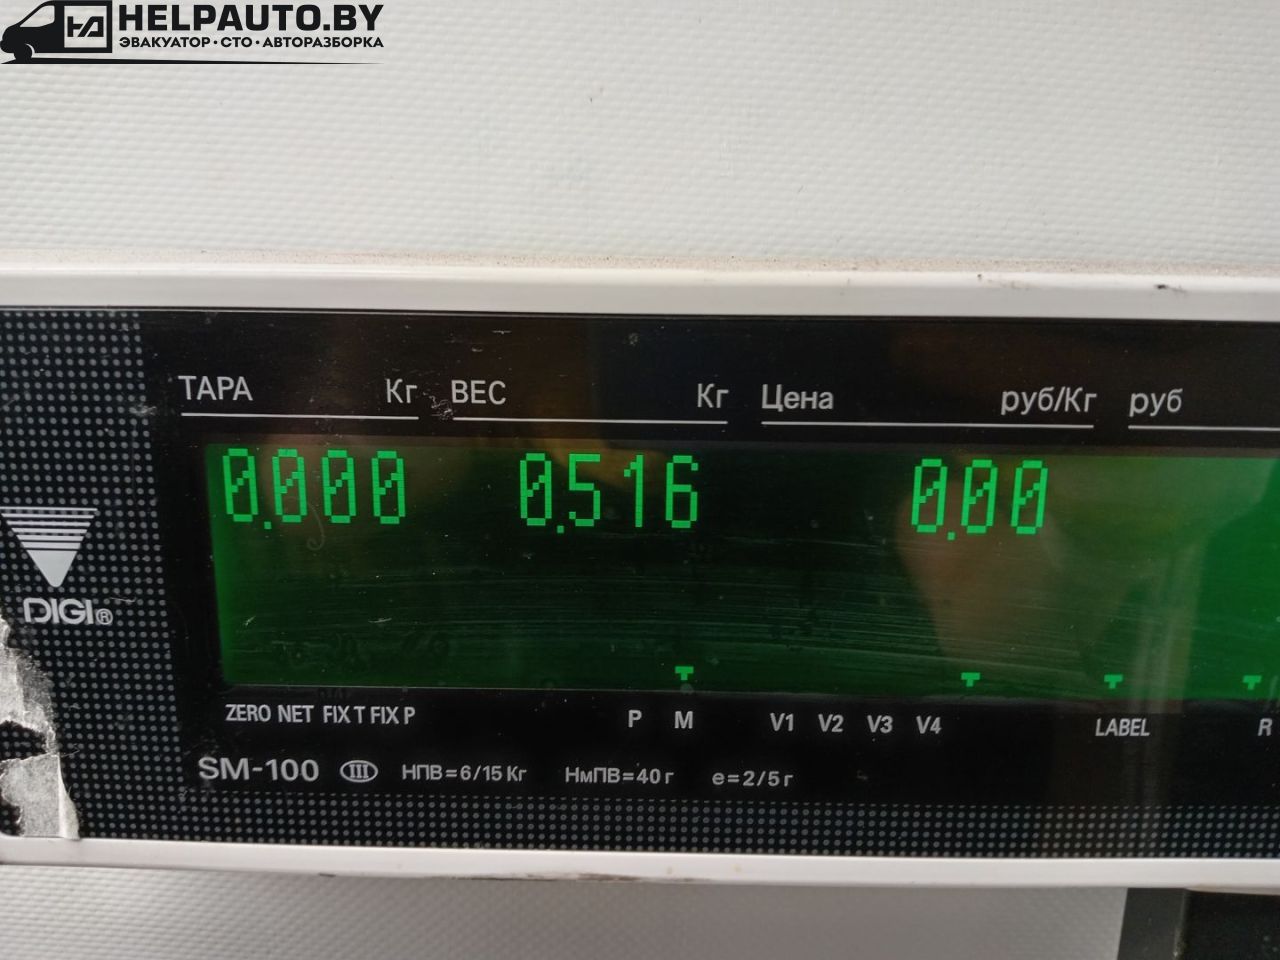 HELPAUTO.BY
ЭВАКУАТОР·СТО·АВТОРАЗБОРКА
ТАРА Кг ВЕС Кг Цена руб/Кг руб
0.000 0.516 0.00
DIGI®
ZERO NET FIX T FIX P P M V1 V2 V3 V4 LABEL R
SM-100 III НПВ=6/15 Кг НмПВ=40 г e=2/5 г